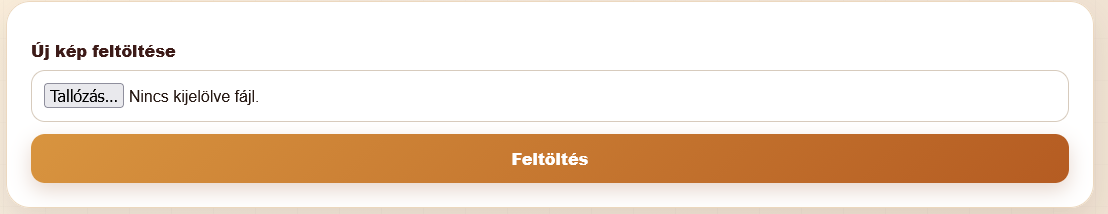 Új kép feltöltése
Tallózás... Nincs kijelölve fájl.
Feltöltés